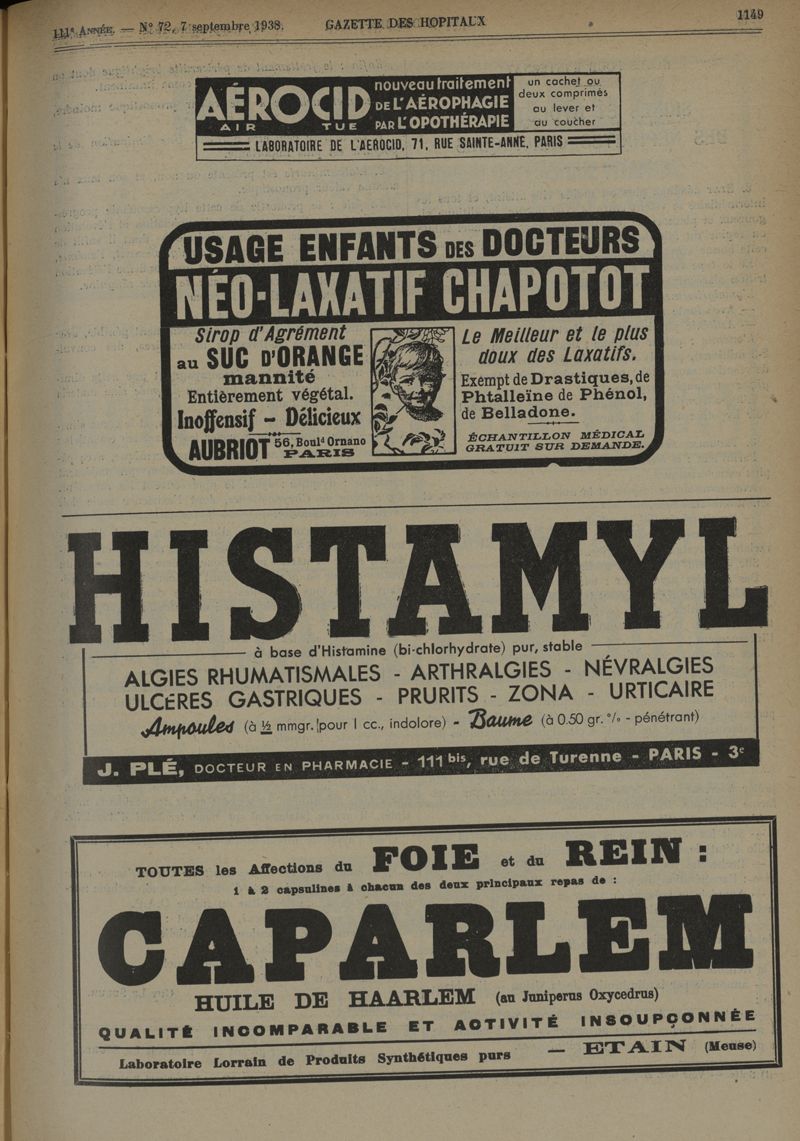 111e ANNÉE. — No 72, 7 septembre 1938.
GAZETTE DES HOPITAUX
1149
AÉROCID
AIR TUE
nouveau traitement
DE L'AÉROPHAGIE
PAR L'OPOTHÉRAPIE
un cachet ou
deux comprimés
au lever et
au coucher
LABORATOIRE DE L'AEROCID, 71, RUE SAINTE-ANNE, PARIS
USAGE ENFANTS DES DOCTEURS
NÉO-LAXATIF CHAPOTOT
Sirop d'Agrément
au SUC D'ORANGE
mannité
Entièrement végétal.
Inoffensif - Délicieux
AUBRIOT 56, Bould Ornano
PARIS
Le Meilleur et le plus
doux des Laxatifs.
Exempt de Drastiques, de
Phtalleïne de Phénol,
de Belladone.
ÉCHANTILLON MÉDICAL
GRATUIT SUR DEMANDE.
HISTAMYL
à base d'Histamine (bi-chlorhydrate) pur, stable
ALGIES RHUMATISMALES - ARTHRALGIES - NÉVRALGIES
ULCÉRES GASTRIQUES - PRURITS - ZONA - URTICAIRE
Ampoules (à ½ mmgr. pour 1 cc., indolore) - Baume (à 0.50 gr. % - pénétrant)
J. PLÉ, DOCTEUR EN PHARMACIE - 111 bis, rue de Turenne - PARIS - 3e
TOUTES les Affections du FOIE et du REIN :
1 à 2 capsulines à chacun des deux principaux repas de :
CAPARLEM
HUILE DE HAARLEM (au Juniperus Oxycedrus)
QUALITÉ INCOMPARABLE ET ACTIVITÉ INSOUPÇONNÉE
Laboratoire Lorrain de Produits Synthétiques purs — ETAIN (Meuse)